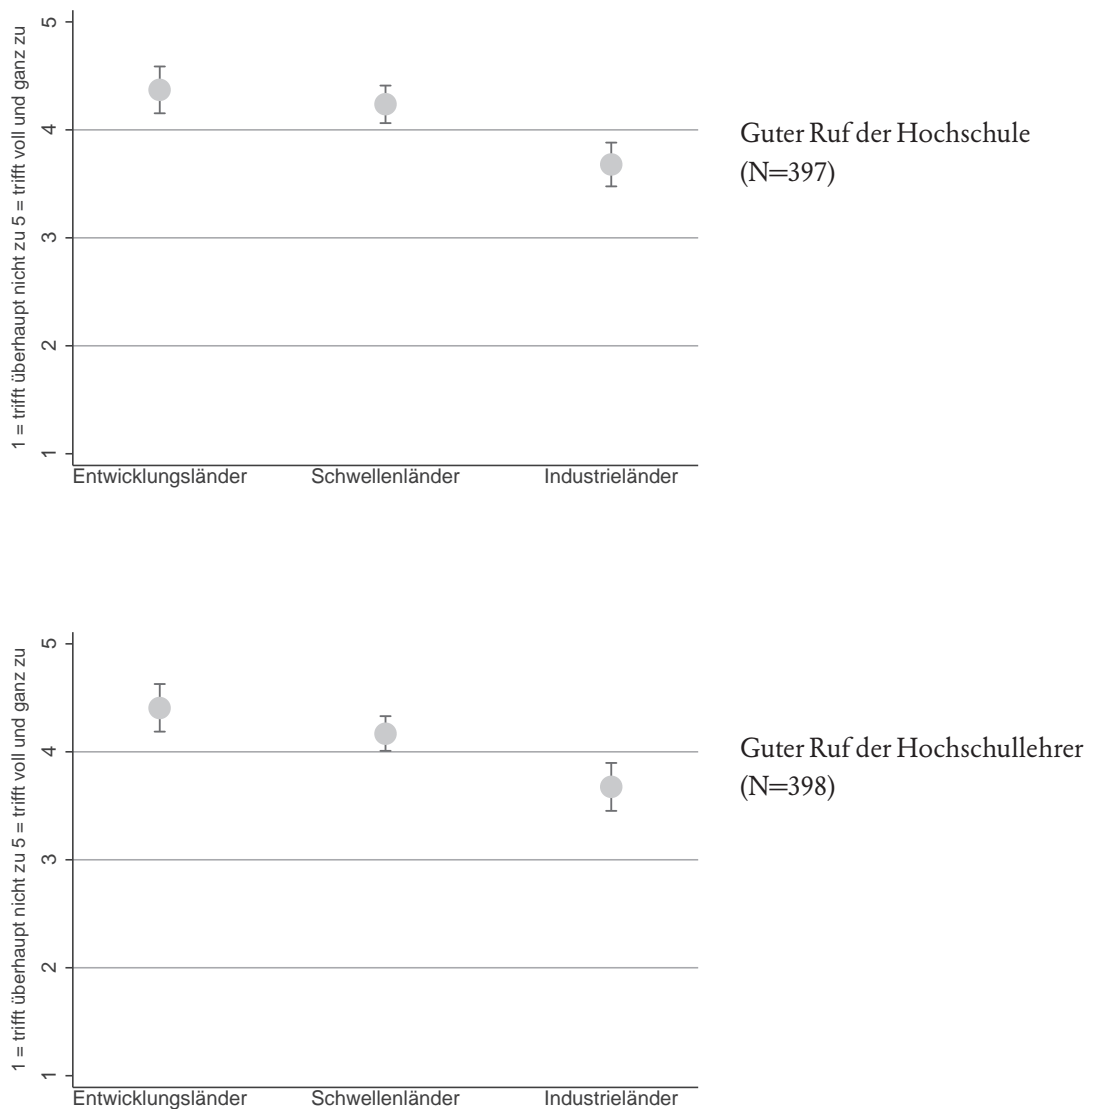 1 = trifft überhaupt nicht zu 5 = trifft voll und ganz zu
5
4
3
2
1
Entwicklungsländer Schwellenländer Industrieländer
Guter Ruf der Hochschule
(N=397)
1 = trifft überhaupt nicht zu 5 = trifft voll und ganz zu
5
4
3
2
1
Entwicklungsländer Schwellenländer Industrieländer
Guter Ruf der Hochschullehrer
(N=398)